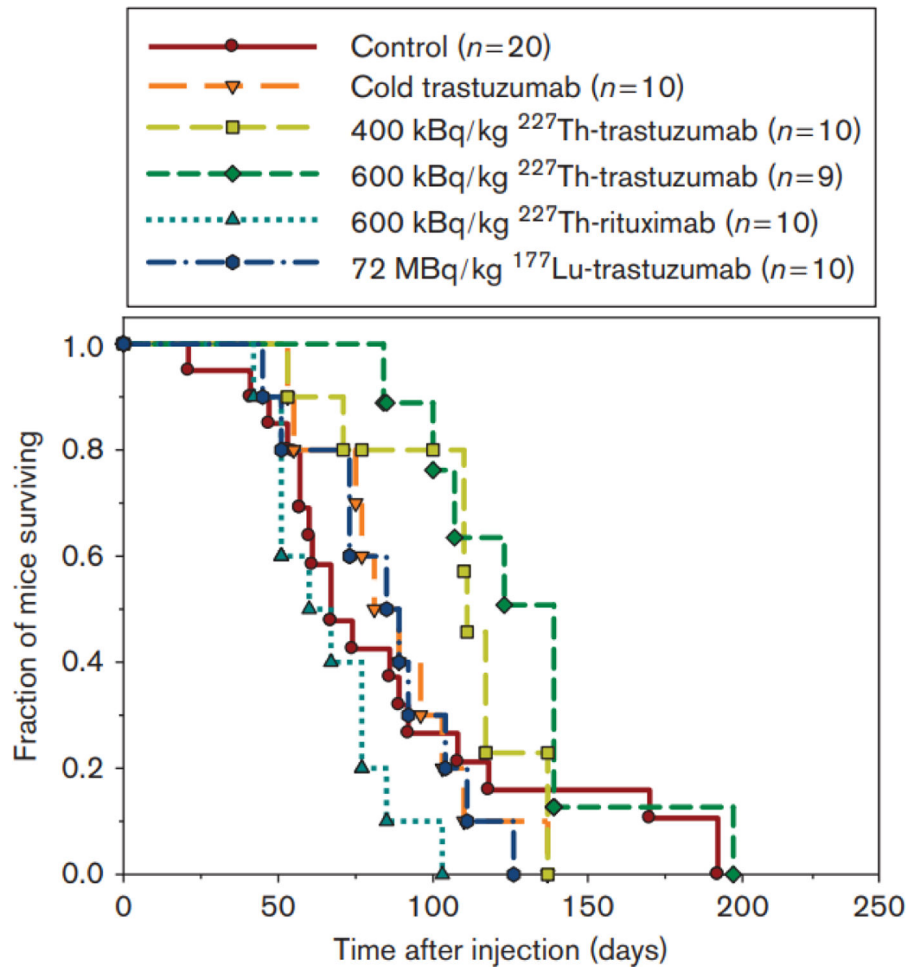 Control (n=20)
Cold trastuzumab (n=10)
400 kBq/kg ²²⁷Th-trastuzumab (n=10)
600 kBq/kg ²²⁷Th-trastuzumab (n=9)
600 kBq/kg ²²⁷Th-rituximab (n=10)
72 MBq/kg ¹⁷⁷Lu-trastuzumab (n=10)
1.0
0.8
0.6
0.4
0.2
0.0
Fraction of mice surviving
0 50 100 150 200 250
Time after injection (days)